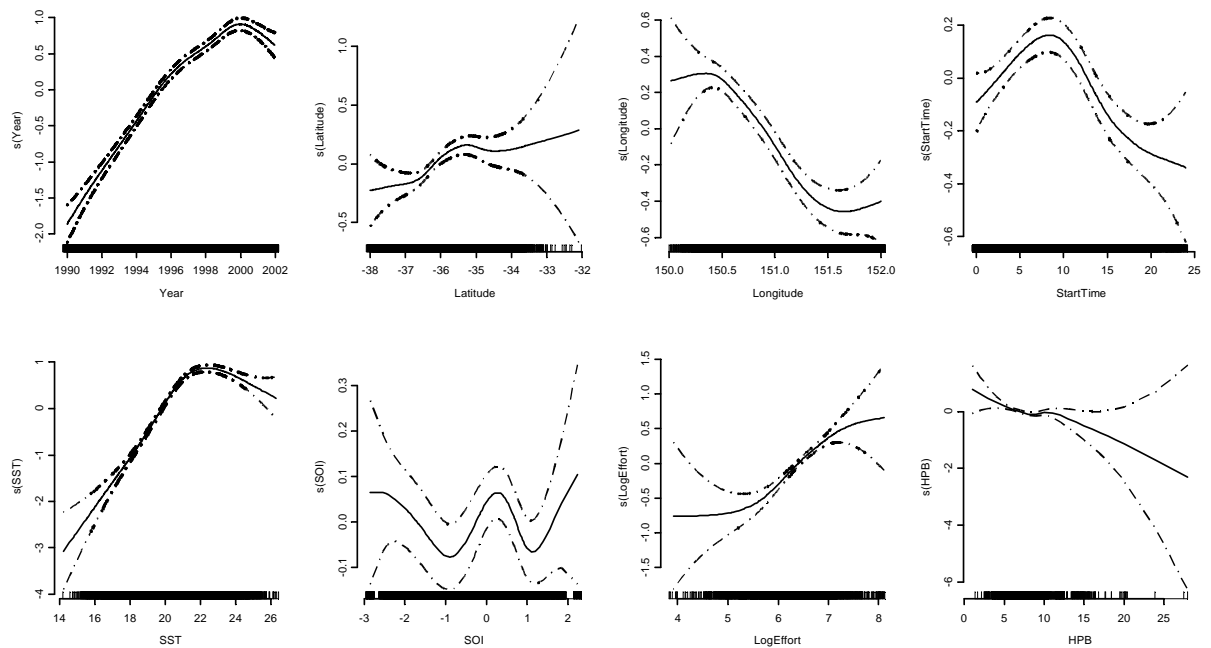 s(Year)
1.0
0.5
0.0
-0.5
-1.0
-1.5
-2.0
1990 1992 1994 1996 1998 2000 2002
Year
s(Latitude)
1.0
0.5
0.0
-0.5
-38 -37 -36 -35 -34 -33 -32
Latitude
s(Longitude)
0.6
0.4
0.2
0.0
-0.2
-0.4
-0.6
150.0 150.5 151.0 151.5 152.0
Longitude
s(StartTime)
0.2
0.0
-0.2
-0.4
-0.6
0 5 10 15 20 25
StartTime
s(SST)
1
0
-1
-2
-3
-4
14 16 18 20 22 24 26
SST
s(SOI)
0.3
0.2
0.1
0.0
-0.1
-3 -2 -1 0 1 2
SOI
s(LogEffort)
1.5
1.0
0.5
0.0
-0.5
-1.0
-1.5
4 5 6 7 8
LogEffort
s(HPB)
0
-2
-4
-6
0 5 10 15 20 25
HPB